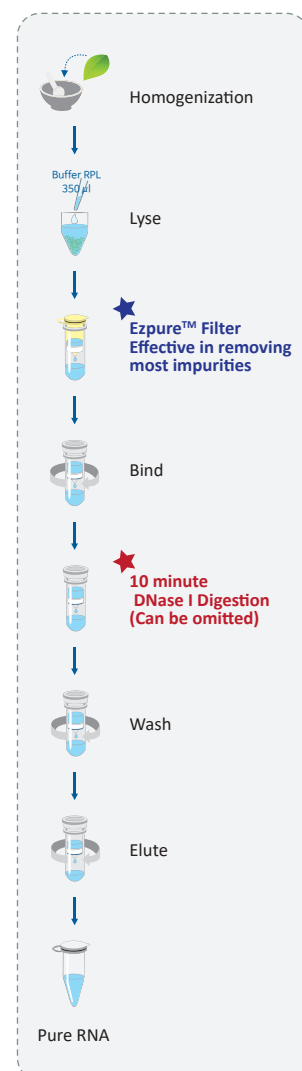 Homogenization
Buffer RPL
350 µl
Lyse
Ezpure™ Filter
Effective in removing
most impurities
Bind
10 minute
DNase I Digestion
(Can be omitted)
Wash
Elute
Pure RNA